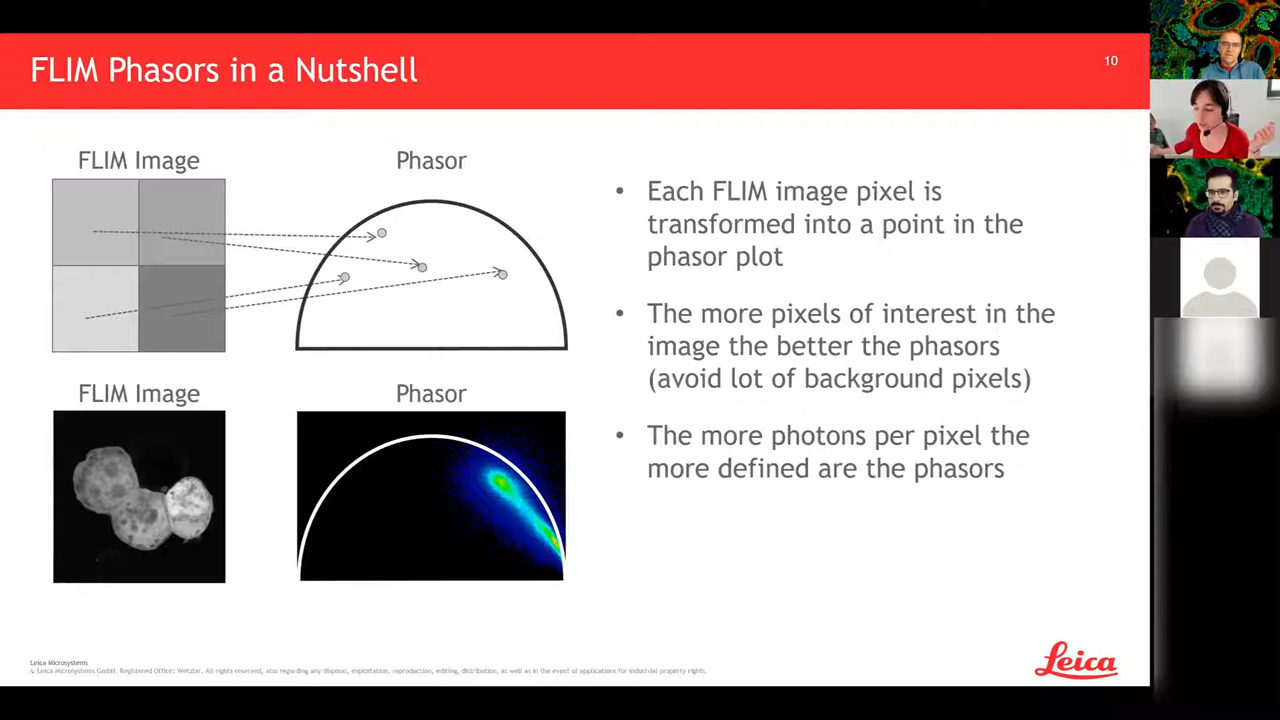 FLIM Phasors in a Nutshell
10
FLIM Image
Phasor
• Each FLIM image pixel is
transformed into a point in the
phasor plot
• The more pixels of interest in the
image the better the phasors
(avoid lot of background pixels)
FLIM Image
Phasor
• The more photons per pixel the
more defined are the phasors
Leica Microsystems
© Leica Microsystems GmbH. Registered Office: Wetzlar. All rights reserved, also regarding any disposal, exploitation, reproduction, editing, distribution, as well as in the event of applications for industrial property rights.
Leica